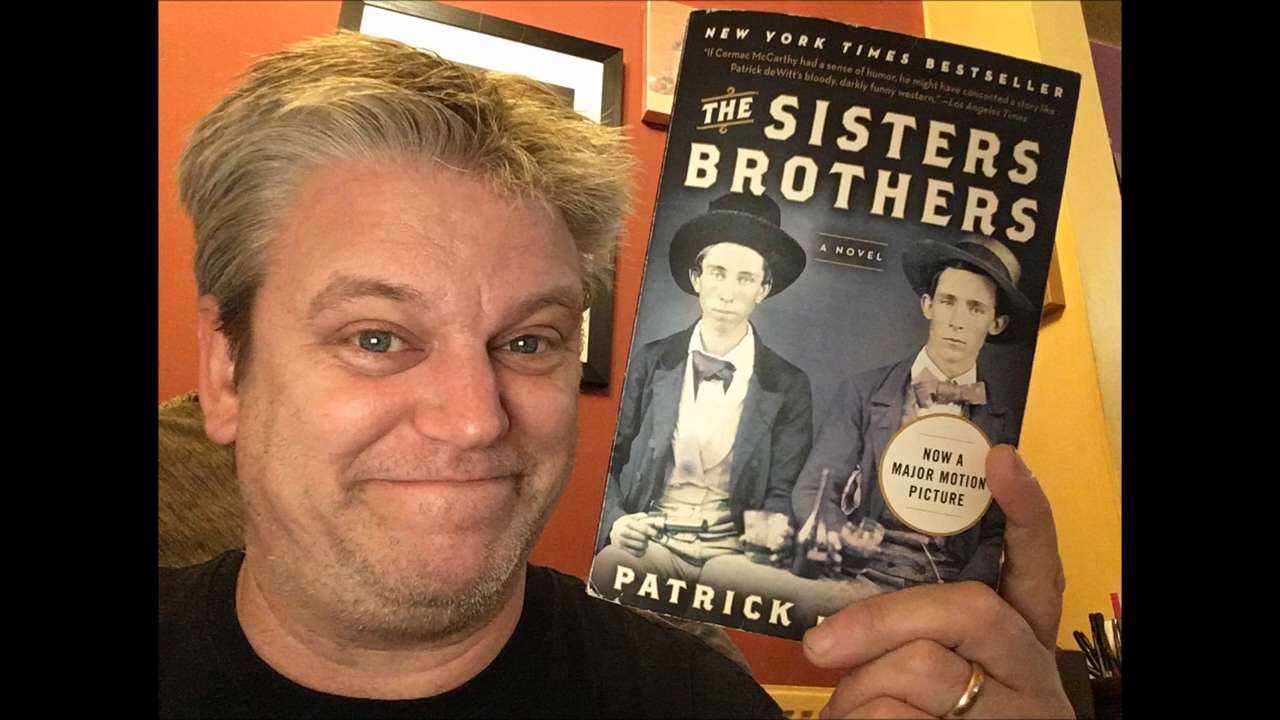 NEW YORK TIMES BESTSELLER
"If Cormac McCarthy had a sense of humor, he might have concocted a story like
Patrick deWitt's bloody, darkly funny western." —Los Angeles Times
THE SISTERS
BROTHERS
A NOVEL
NOW A
MAJOR MOTION
PICTURE
PATRICK